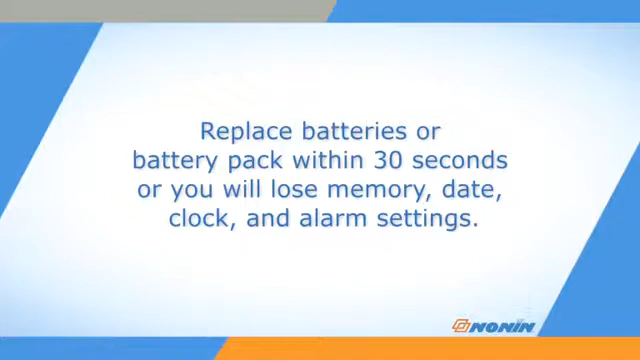 Replace batteries or
battery pack within 30 seconds
or you will lose memory, date,
clock, and alarm settings.
NONIN